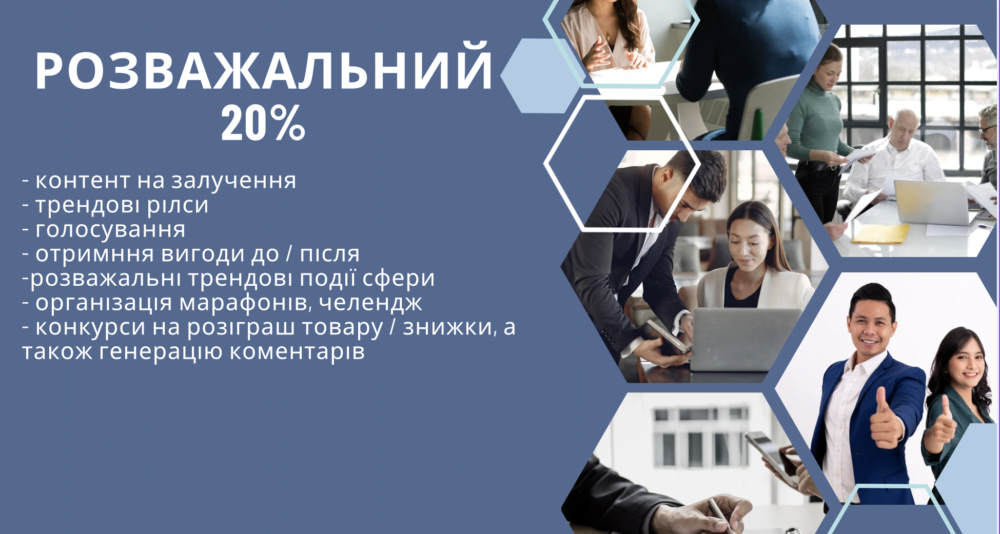 РОЗВАЖАЛЬНИЙ
20%
- контент на залучення
- трендові рілси
- голосування
- отримння вигоди до / після
-розважальні трендові події сфери
- організація марафонів, челендж
- конкурси на розіграш товару / знижки, а
також генерацію коментарів